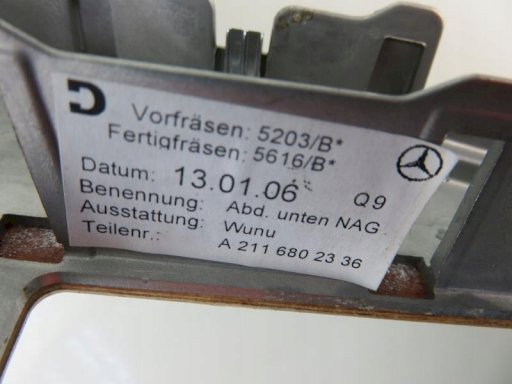 Vorfräsen: 5203/B*
Fertigfräsen: 5616/B*
Datum: 13.01.06 Q9
Benennung: Abd. unten NAG
Ausstattung: Wunu
Teilenr.: A 211 680 23 36